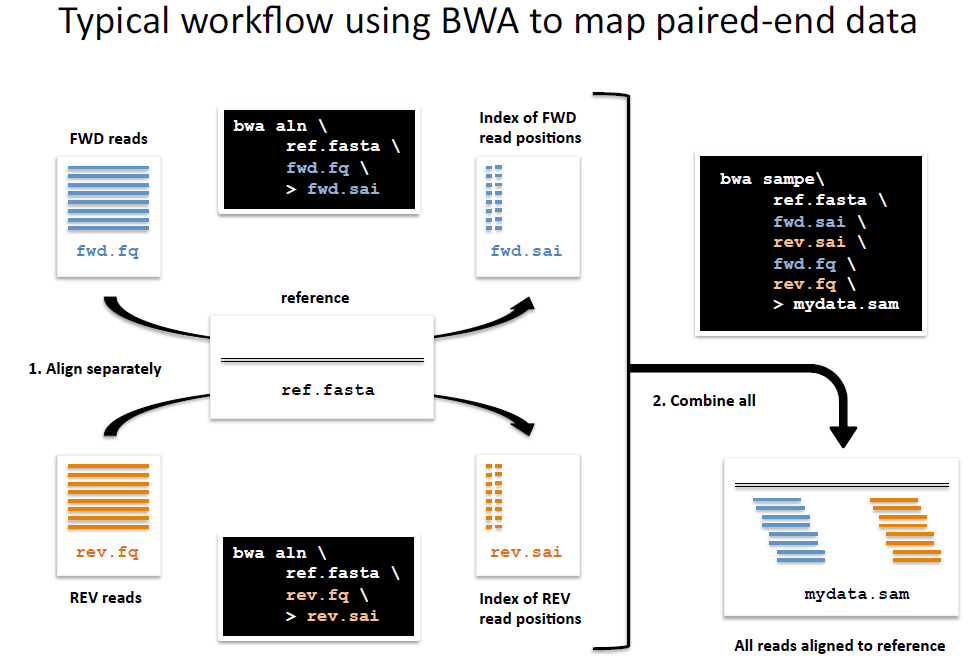 Typical workflow using BWA to map paired-end data
FWD reads
fwd.fq
bwa aln \
ref.fasta \
fwd.fq \
> fwd.sai
Index of FWD
read positions
fwd.sai
reference
ref.fasta
1. Align separately
rev.fq
REV reads
bwa aln \
ref.fasta \
rev.fq \
> rev.sai
rev.sai
Index of REV
read positions
bwa sampe\
ref.fasta \
fwd.sai \
rev.sai \
fwd.fq \
rev.fq \
> mydata.sam
2. Combine all
mydata.sam
All reads aligned to reference